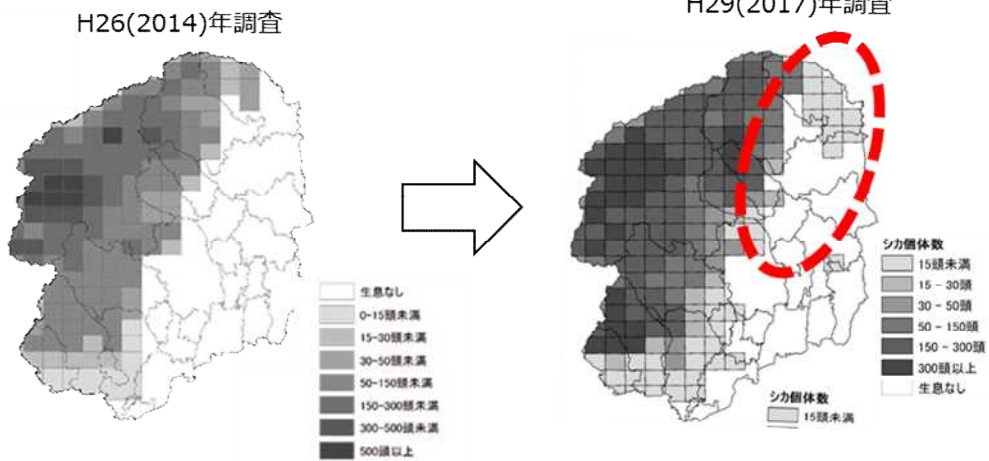 H26(2014)年調査
H29(2017)年調査
生息なし
0-15頭未満
15-30頭未満
30-50頭未満
50-150頭未満
150-300頭未満
300-500頭未満
500頭以上
シカ個体数
15頭未満
15 - 30頭
30 - 50頭
50 - 150頭
150 - 300頭
300頭以上
生息なし
シカ個体数
15頭未満